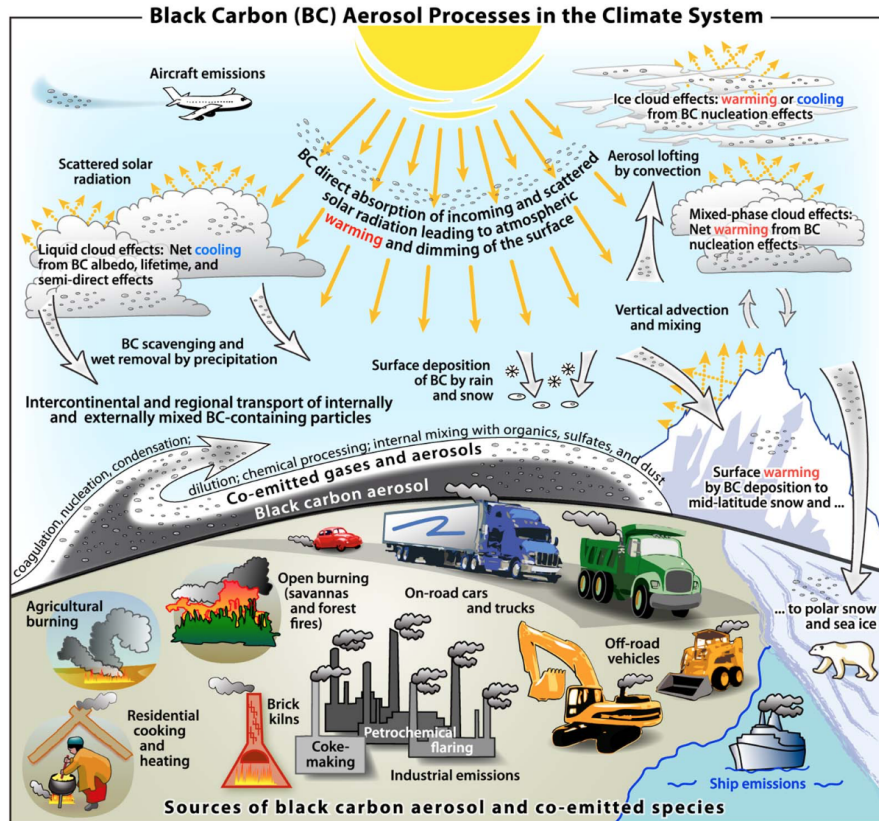 Black Carbon (BC) Aerosol Processes in the Climate System
Aircraft emissions
Ice cloud effects: warming or cooling
from BC nucleation effects
Scattered solar
radiation
BC direct absorption of incoming and scattered
solar radiation leading to atmospheric
warming and dimming of the surface
Aerosol lofting
by convection
Liquid cloud effects: Net cooling
from BC albedo, lifetime, and
semi-direct effects
Mixed-phase cloud effects:
Net warming from BC
nucleation effects
BC scavenging and
wet removal by precipitation
Vertical advection
and mixing
Surface deposition
of BC by rain
and snow
Intercontinental and regional transport of internally
and externally mixed BC-containing particles
coagulation, nucleation, condensation;
dilution; chemical processing; internal mixing with organics, sulfates, and dust
Co-emitted gases and aerosols
Black carbon aerosol
Surface warming
by BC deposition to
mid-latitude snow and ...
... to polar snow
and sea ice
Agricultural
burning
Open burning
(savannas
and forest
fires)
On-road cars
and trucks
Off-road
vehicles
Residential
cooking
and
heating
Brick
kilns
Coke-
making
Petrochemical
flaring
Industrial emissions
Ship emissions
Sources of black carbon aerosol and co-emitted species